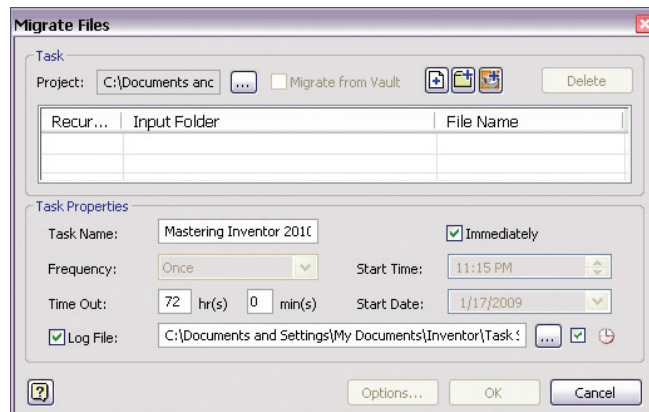 Migrate Files
Task
Project: C:\Documents anc ... Migrate from Vault Delete
Recur... Input Folder File Name
Task Properties
Task Name: Mastering Inventor 2010 Immediately
Frequency: Once Start Time: 11:15 PM
Time Out: 72 hr(s) 0 min(s) Start Date: 1/17/2009
Log File: C:\Documents and Settings\My Documents\Inventor\Task S ...
Options... OK Cancel